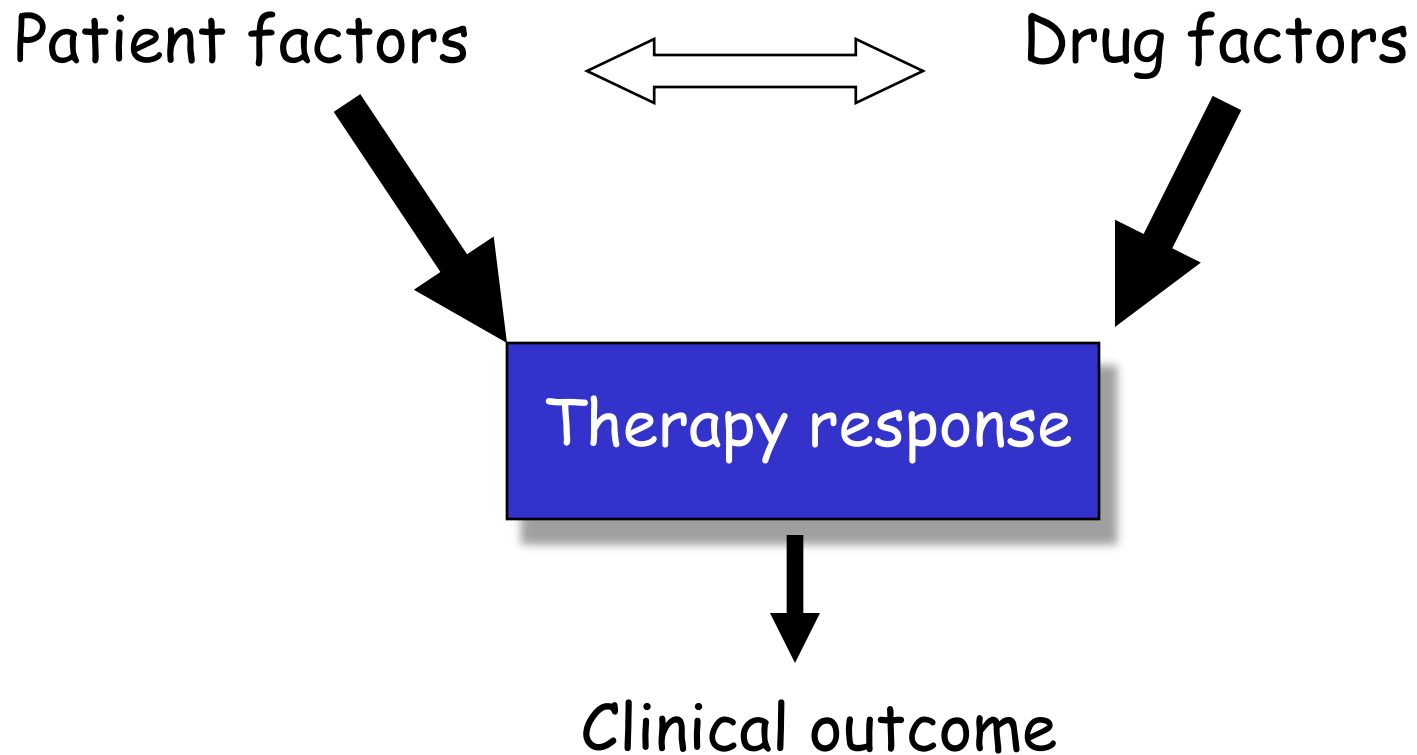 Patient factors
Drug factors
Therapy response
Clinical outcome